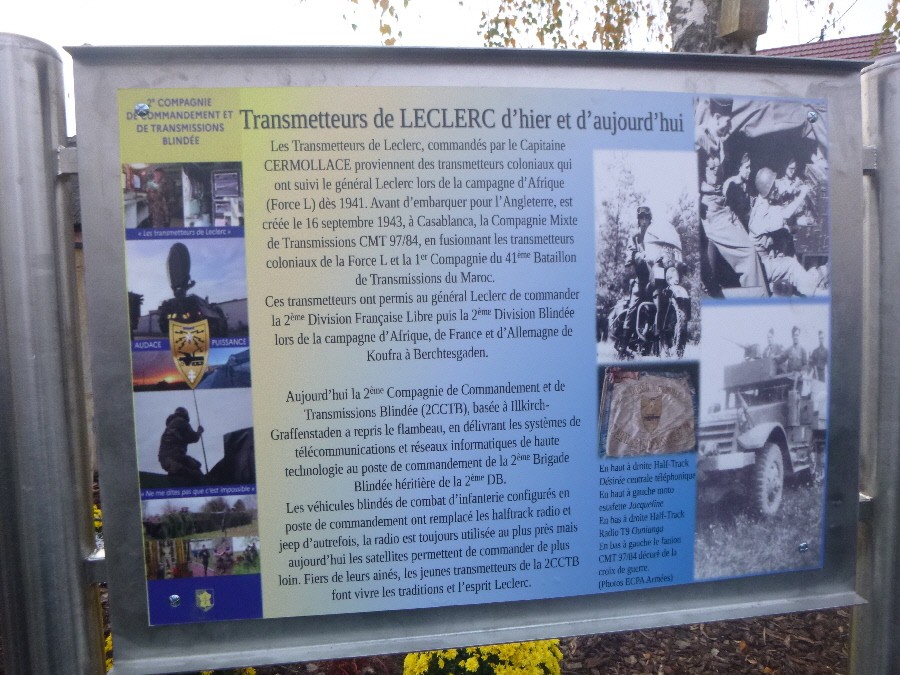 2e COMPAGNIE
DE COMMANDEMENT ET
DE TRANSMISSIONS
BLINDÉE
« Les transmetteurs de Leclerc »
AUDACE PUISSANCE
« Ne me dites pas que c'est impossible »
Transmetteurs de LECLERC d'hier et d'aujourd'hui
Les Transmetteurs de Leclerc, commandés par le Capitaine
CERMOLLACE proviennent des transmetteurs coloniaux qui
ont suivi le général Leclerc lors de la campagne d'Afrique
(Force L) dès 1941. Avant d'embarquer pour l'Angleterre, est
créée le 16 septembre 1943, à Casablanca, la Compagnie Mixte
de Transmissions CMT 97/84, en fusionnant les transmetteurs
coloniaux de la Force L et la 1er Compagnie du 41ème Bataillon
de Transmissions du Maroc.
Ces transmetteurs ont permis au général Leclerc de commander
la 2ème Division Française Libre puis la 2ème Division Blindée
lors de la campagne d'Afrique, de France et d'Allemagne de
Koufra à Berchtesgaden.
Aujourd'hui la 2ème Compagnie de Commandement et de
Transmissions Blindée (2CCTB), basée à Illkirch-
Graffenstaden a repris le flambeau, en délivrant les systèmes de
télécommunications et réseaux informatiques de haute
technologie au poste de commandement de la 2ème Brigade
Blindée héritière de la 2ème DB.
Les véhicules blindés de combat d'infanterie configurés en
poste de commandement ont remplacé les halftrack radio et
jeep d'autrefois, la radio est toujours utilisée au plus près mais
aujourd'hui les satellites permettent de commander de plus
loin. Fiers de leurs ainés, les jeunes transmetteurs de la 2CCTB
font vivre les traditions et l'esprit Leclerc.
En haut à droite Half-Track
Désirée centrale téléphonique
En haut à gauche moto
estafette Jacqueline
En bas à droite Half-Track
Radio T9 Ounianga
En bas à gauche le fanion
CMT 97/84 décoré de la
croix de guerre.
(Photos ECPA Armées)